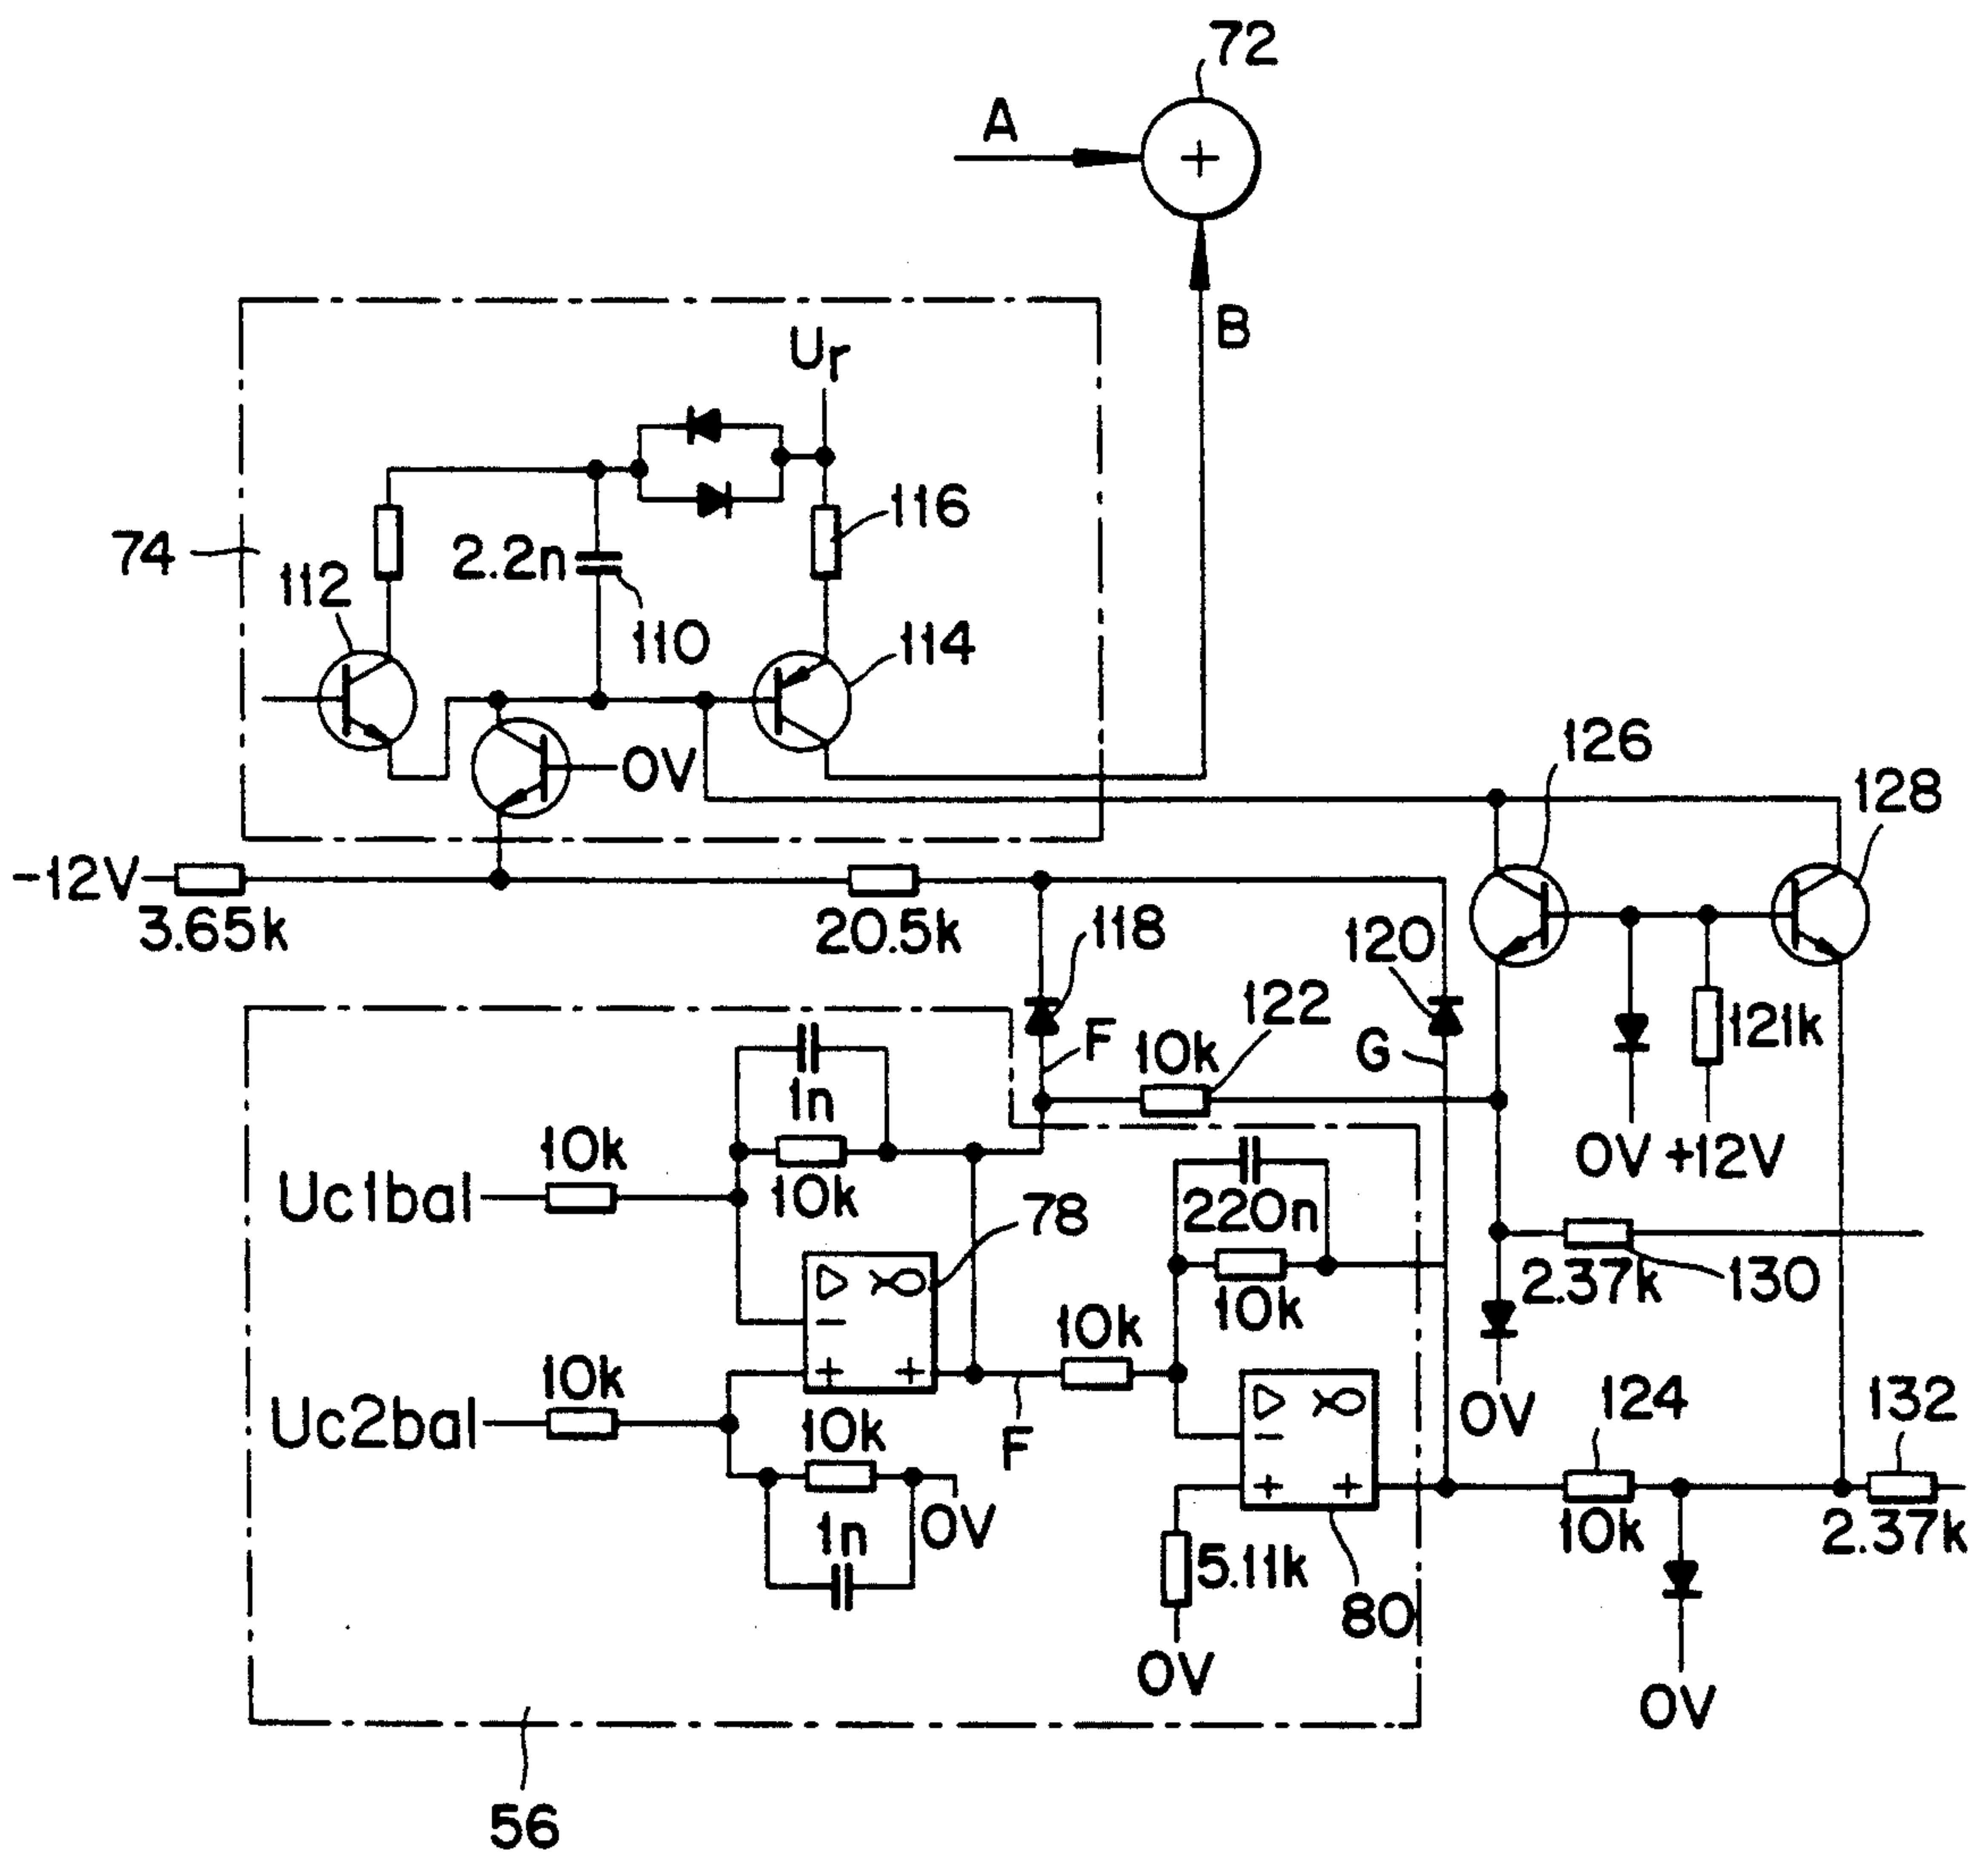 72
A
+
B
Ur
74
112
2.2n
110
116
114
0V
126
128
-12V
3.65k
20.5k
118
120
F
10k
122
G
121k
0V +12V
1n
10k
10k
Uc1bal
78
▷ ∞
−
+ +
10k
Uc2bal
10k
1n
0V
F
10k
220n
10k
▷ ∞
−
+ +
5.11k
0V
80
2.37k
130
0V
124
10k
132
2.37k
0V
56